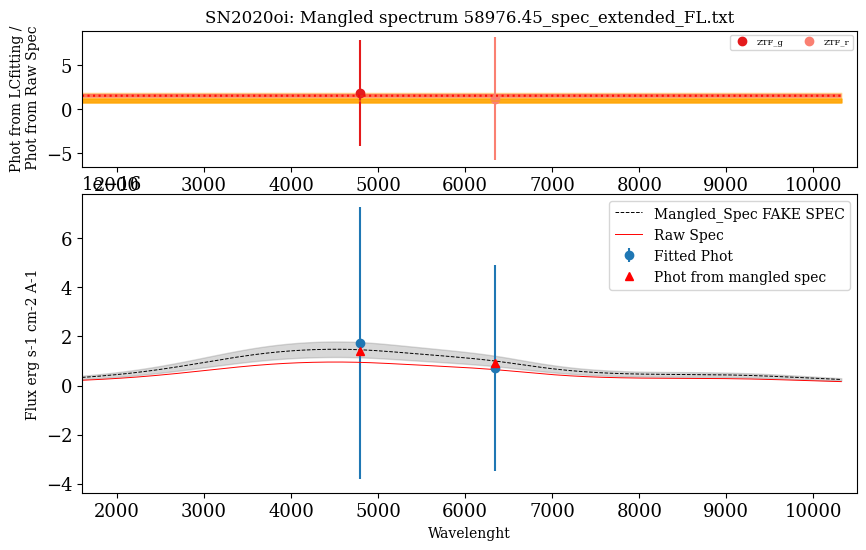 SN2020oi: Mangled spectrum 58976.45_spec_extended_FL.txt
Phot from LCfitting /
Phot from Raw Spec
ZTF_g ZTF_r
5
0
−5
2000 3000 4000 5000 6000 7000 8000 9000 10000
1e−16
Mangled_Spec FAKE SPEC
Raw Spec
Fitted Phot
Phot from mangled spec
Flux erg s-1 cm-2 A-1
6
4
2
0
−2
−4
2000 3000 4000 5000 6000 7000 8000 9000 10000
Wavelenght